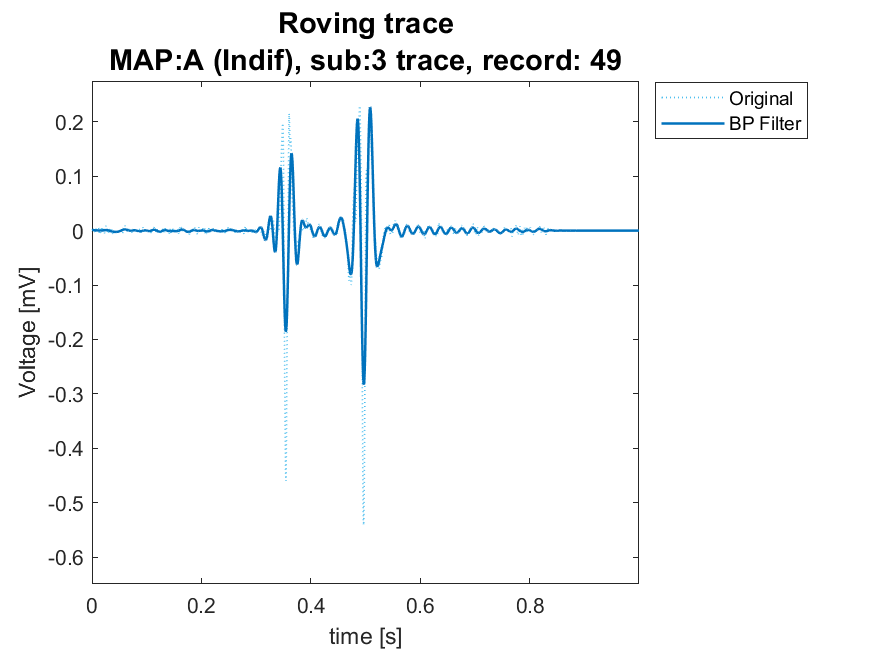 Roving trace
MAP:A (Indif), sub:3 trace, record: 49
Original
BP Filter
0.2
0.1
0
-0.1
-0.2
-0.3
-0.4
-0.5
-0.6
Voltage [mV]
0
0.2
0.4
0.6
0.8
time [s]